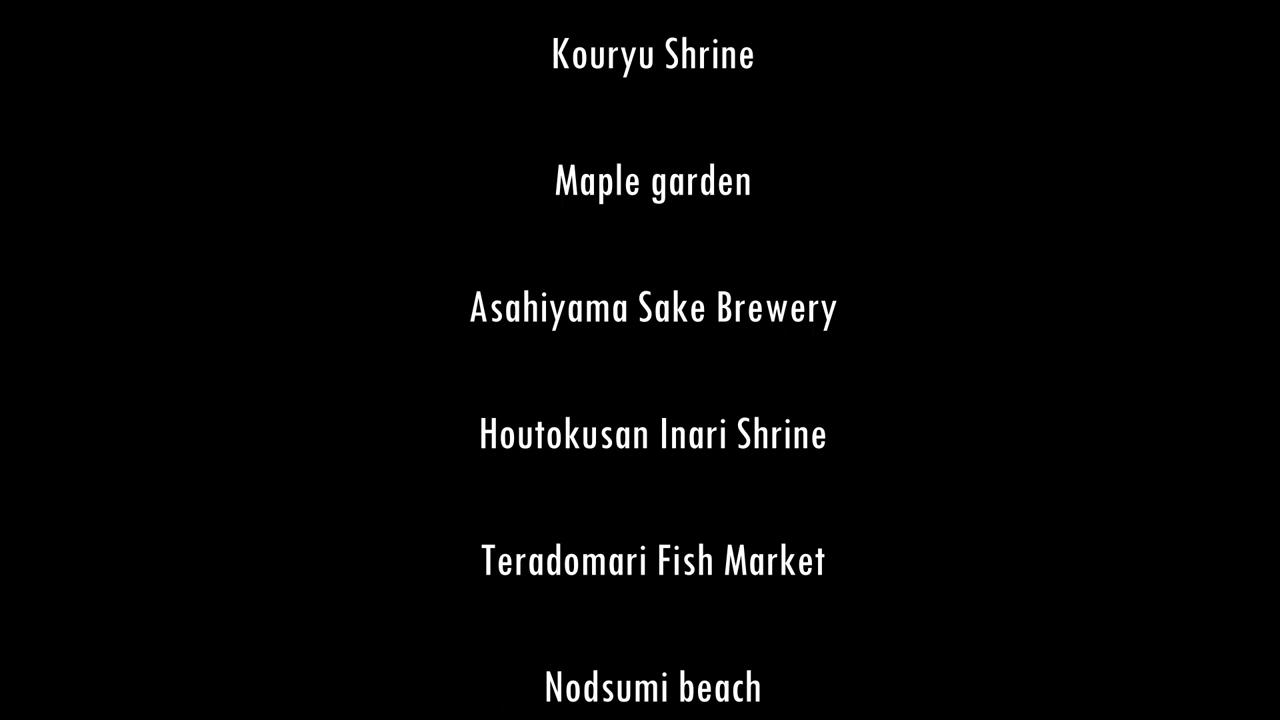 Kouryu Shrine
Maple garden
Asahiyama Sake Brewery
Houtokusan Inari Shrine
Teradomari Fish Market
Nodsumi beach